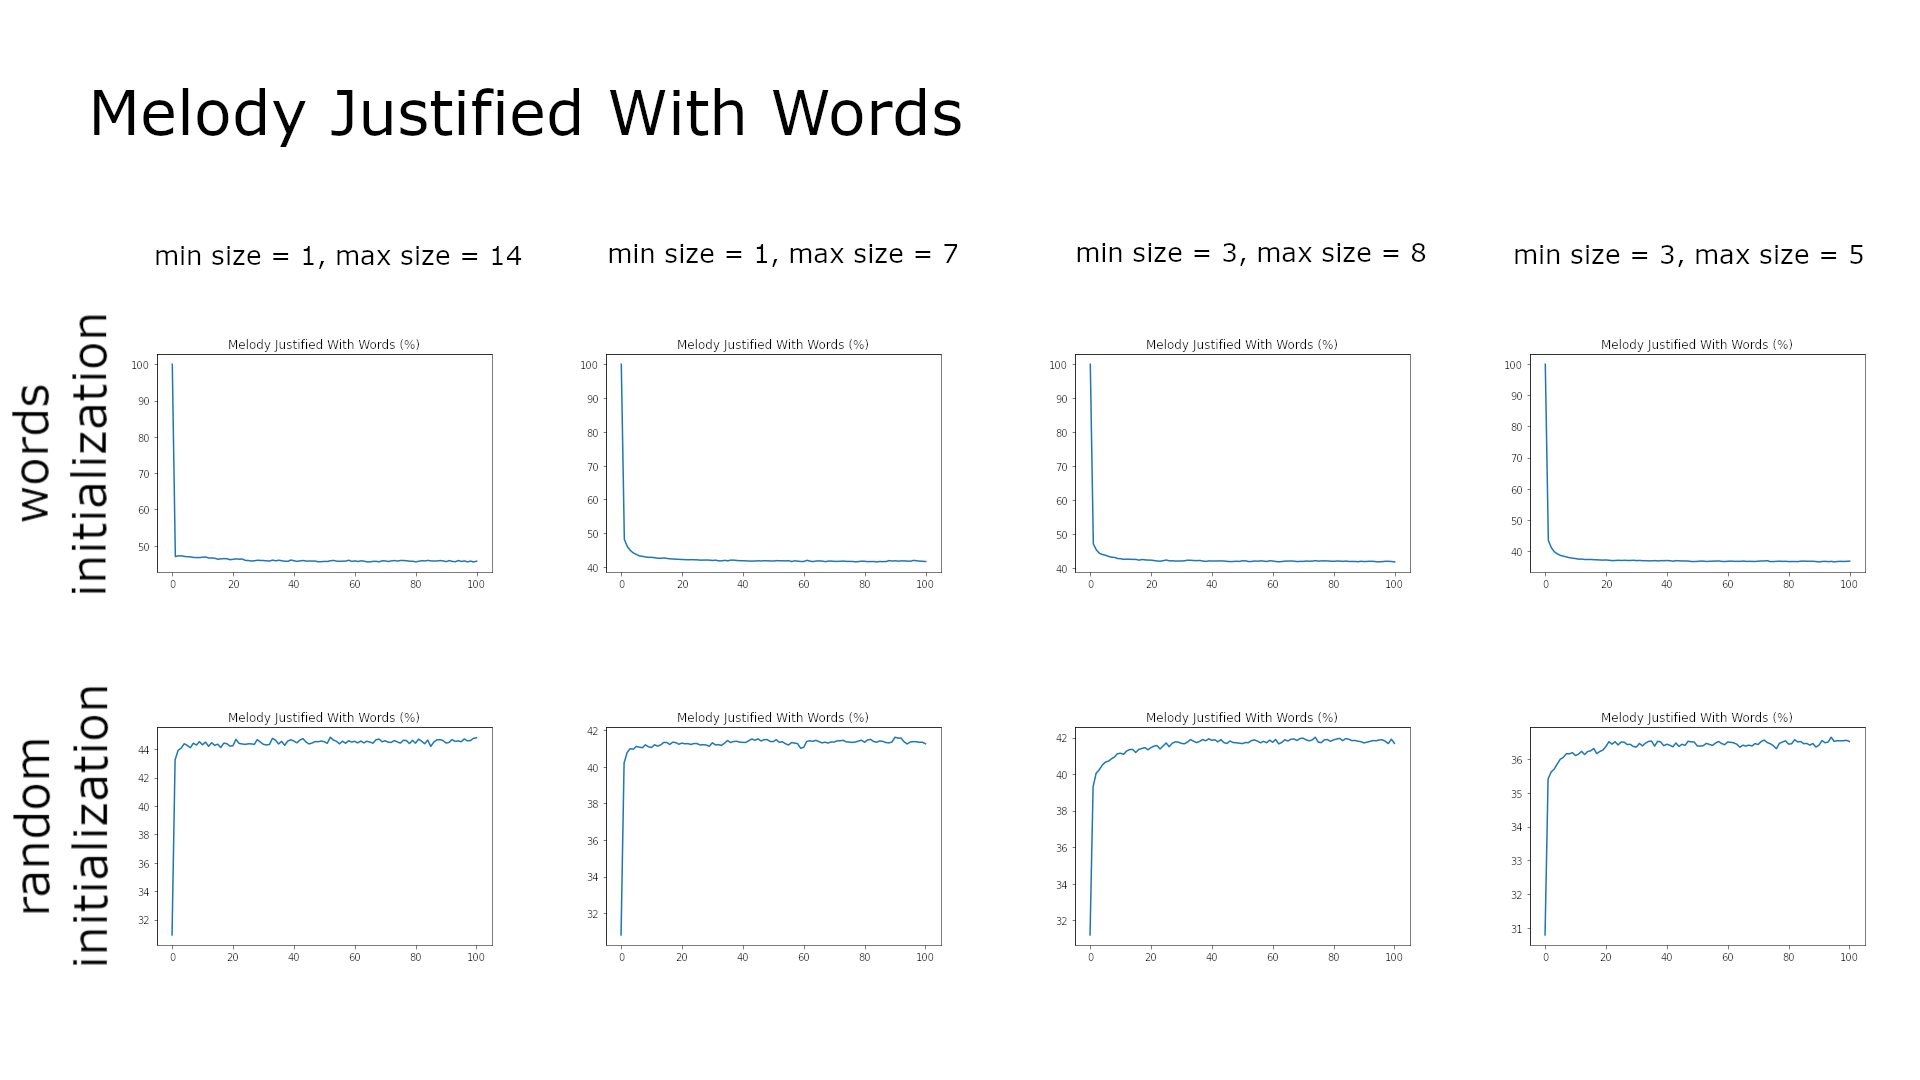 Melody Justified With Words
min size = 1, max size = 14
min size = 1, max size = 7
min size = 3, max size = 8
min size = 3, max size = 5
words
initialization
Melody Justified With Words (%)
100
90
80
70
60
50
0 20 40 60 80 100
Melody Justified With Words (%)
100
90
80
70
60
50
40
0 20 40 60 80 100
Melody Justified With Words (%)
100
90
80
70
60
50
40
0 20 40 60 80 100
Melody Justified With Words (%)
100
90
80
70
60
50
40
0 20 40 60 80 100
random
initialization
Melody Justified With Words (%)
44
42
40
38
36
34
32
0 20 40 60 80 100
Melody Justified With Words (%)
42
40
38
36
34
32
0 20 40 60 80 100
Melody Justified With Words (%)
42
40
38
36
34
32
0 20 40 60 80 100
Melody Justified With Words (%)
36
35
34
33
32
31
0 20 40 60 80 100